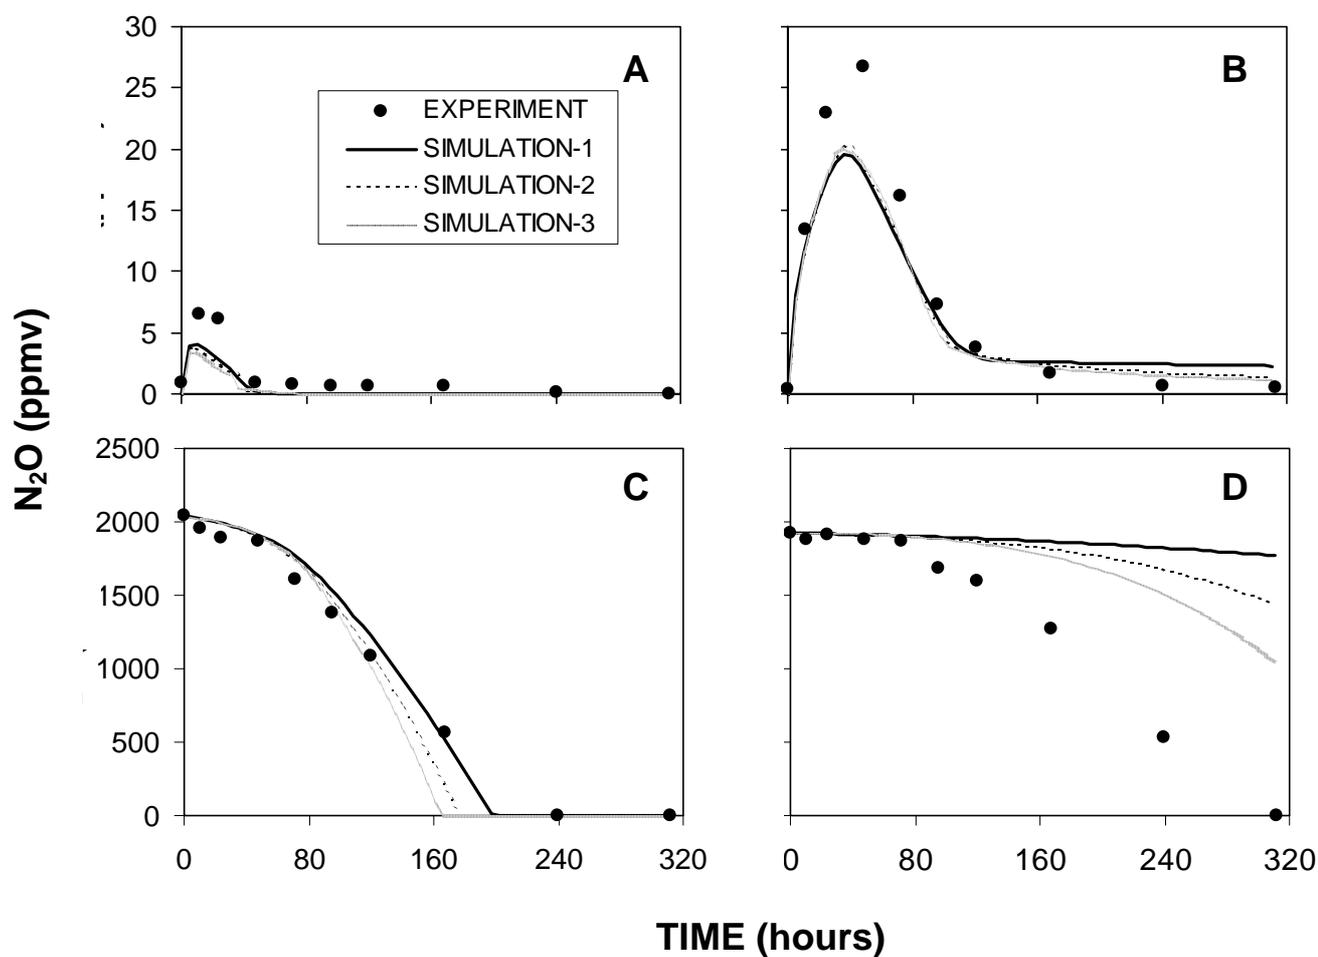 30
25
20
15
10
5
0
A
EXPERIMENT
SIMULATION-1
SIMULATION-2
SIMULATION-3
B
N₂O (ppmv)
2500
2000
1500
1000
500
0
C
D
0 80 160 240 320
0 80 160 240 320
TIME (hours)